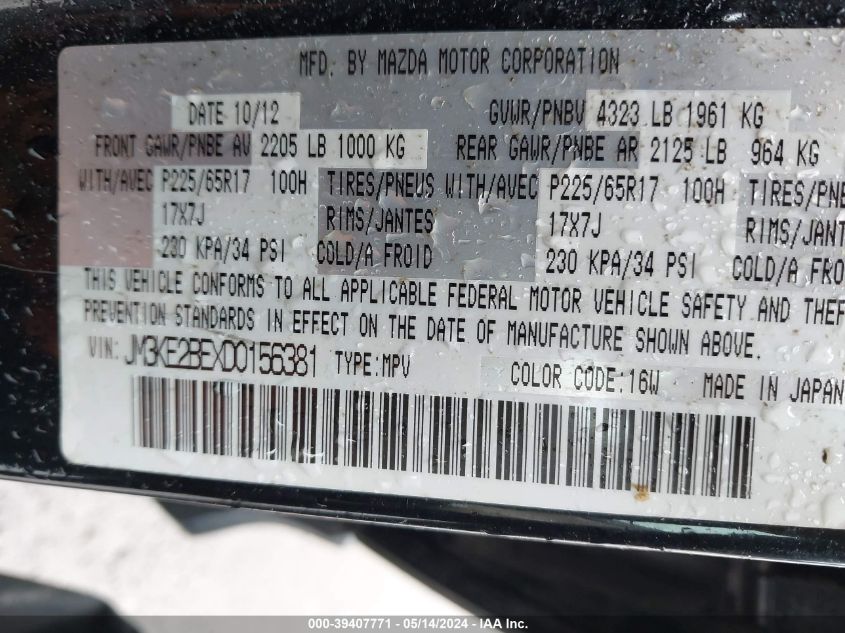 MFD. BY MAZDA MOTOR CORPORATION
DATE 10/12 GVWR/PNBV 4323 LB 1961 KG
FRONT GAWR/PNBE AV 2205 LB 1000 KG REAR GAWR/PNBE AR 2125 LB 964 KG
WITH/AVEC P225/65R17 100H TIRES/PNEUS WITH/AVEC P225/65R17 100H TIRES/PNE
17X7J RIMS/JANTES 17X7J RIMS/JANT
230 KPA/34 PSI COLD/A FROID 230 KPA/34 PSI COLD/A FROI
THIS VEHICLE CONFORMS TO ALL APPLICABLE FEDERAL MOTOR VEHICLE SAFETY AND THEF
PREVENTION STANDARDS IN EFFECT ON THE DATE OF MANUFACTURE SHOWN ABOVE.
VIN: JM3KE2BEXD0156381 TYPE:MPV COLOR CODE:16W MADE IN JAPAN
000-39407771 - 05/14/2024 - IAA Inc.